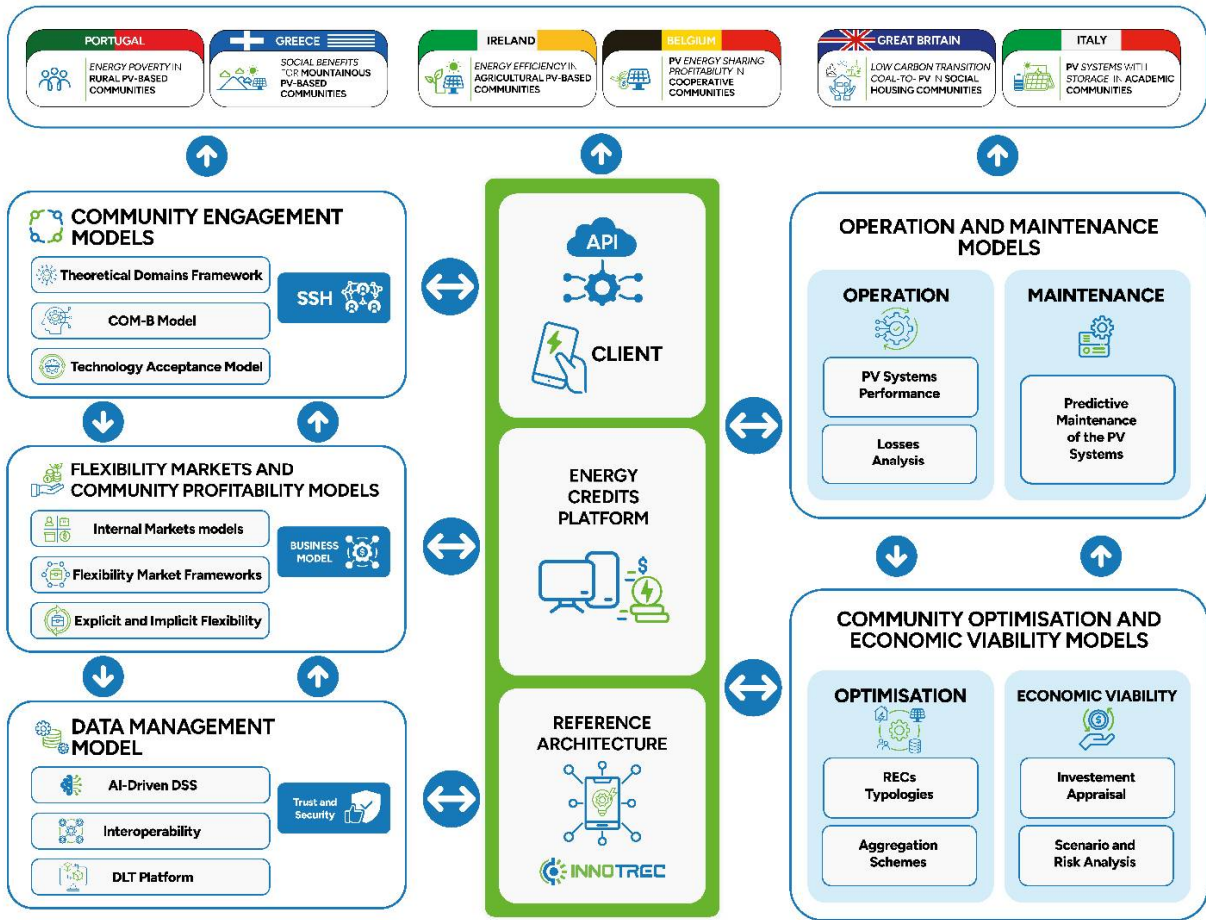 PORTUGAL
ENERGY POVERTY IN
RURAL PV-BASED
COMMUNITIES
GREECE
SOCIAL BENEFITS
FOR MOUNTAINOUS
PV-BASED
COMMUNITIES
IRELAND
ENERGY EFFICIENCY IN
AGRICULTURAL PV-BASED
COMMUNITIES
BELGIUM
PV ENERGY SHARING
PROFITABILITY IN
COOPERATIVE
COMMUNITIES
GREAT BRITAIN
LOW CARBON TRANSITION
COAL-TO-PV IN SOCIAL
HOUSING COMMUNITIES
ITALY
PV SYSTEMS WITH
STORAGE IN ACADEMIC
COMMUNITIES
COMMUNITY ENGAGEMENT
MODELS
Theoretical Domains Framework
COM-B Model
Technology Acceptance Model
SSH
FLEXIBILITY MARKETS AND
COMMUNITY PROFITABILITY MODELS
Internal Markets models
Flexibility Market Frameworks
Explicit and Implicit Flexibility
BUSINESS
MODEL
DATA MANAGEMENT
MODEL
AI-Driven DSS
Interoperability
DLT Platform
Trust and
Security
API
CLIENT
ENERGY
CREDITS
PLATFORM
REFERENCE
ARCHITECTURE
INNOTREC
OPERATION AND MAINTENANCE
MODELS
OPERATION
PV Systems
Performance
Losses
Analysis
MAINTENANCE
Predictive
Maintenance
of the PV
Systems
COMMUNITY OPTIMISATION AND
ECONOMIC VIABILITY MODELS
OPTIMISATION
RECs
Typologies
Aggregation
Schemes
ECONOMIC VIABILITY
Investement
Appraisal
Scenario and
Risk Analysis